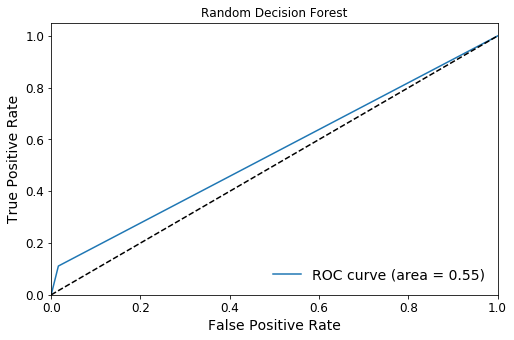 Random Decision Forest
1.0
0.8
0.6
0.4
0.2
0.0
True Positive Rate
ROC curve (area = 0.55)
0.0 0.2 0.4 0.6 0.8 1.0
False Positive Rate